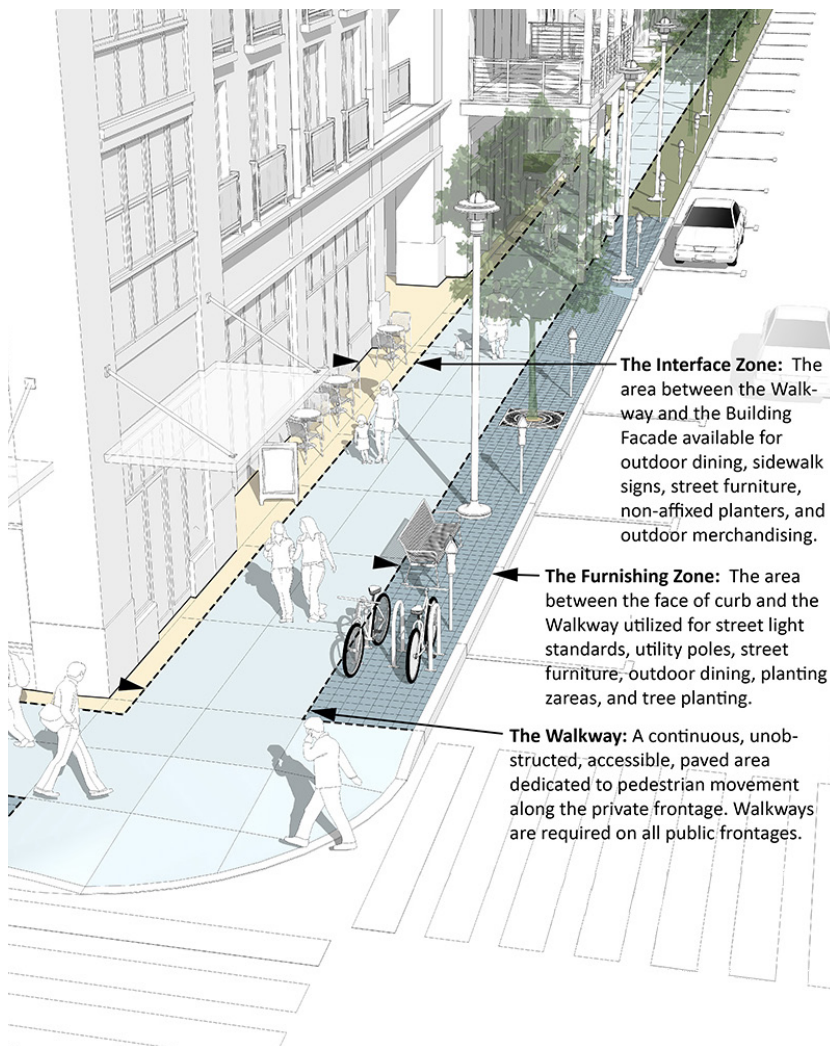 The Interface Zone:  The
area between the Walk-
way and the Building
Facade available for
outdoor dining, sidewalk
signs, street furniture,
non-affixed planters, and
outdoor merchandising.
The Furnishing Zone:  The area
between the face of curb and the
Walkway utilized for street light
standards, utility poles, street
furniture, outdoor dining, planting
zareas, and tree planting.
The Walkway: A continuous, unob-
structed, accessible, paved area
dedicated to pedestrian movement
along the private frontage. Walkways
are required on all public frontages.